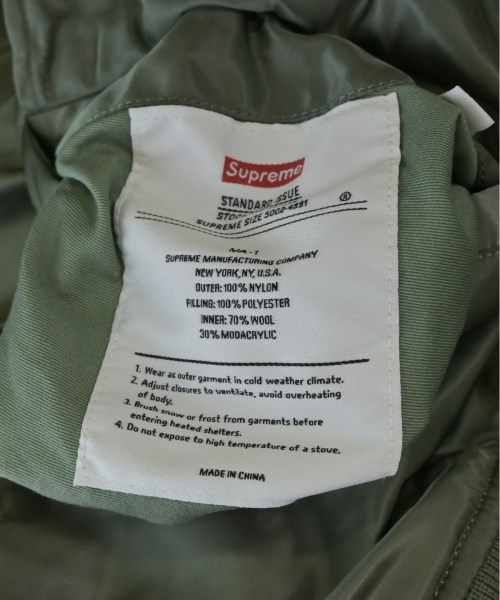 Supreme
STANDARD ISSUE
®
SUPREME SIZE 5002-4331
MA-1
SUPREME MANUFACTURING COMPANY
NEW YORK, NY, U.S.A.
OUTER: 100% NYLON
FILLING: 100% POLYESTER
INNER: 70% WOOL
30% MODACRYLIC
1. Wear as outer garment in cold weather climate.
2. Adjust closures to ventilate, avoid overheating
of body.
3. Brush snow or frost from garments before
entering heated shelters.
4. Do not expose to high temperature of a stove.
MADE IN CHINA